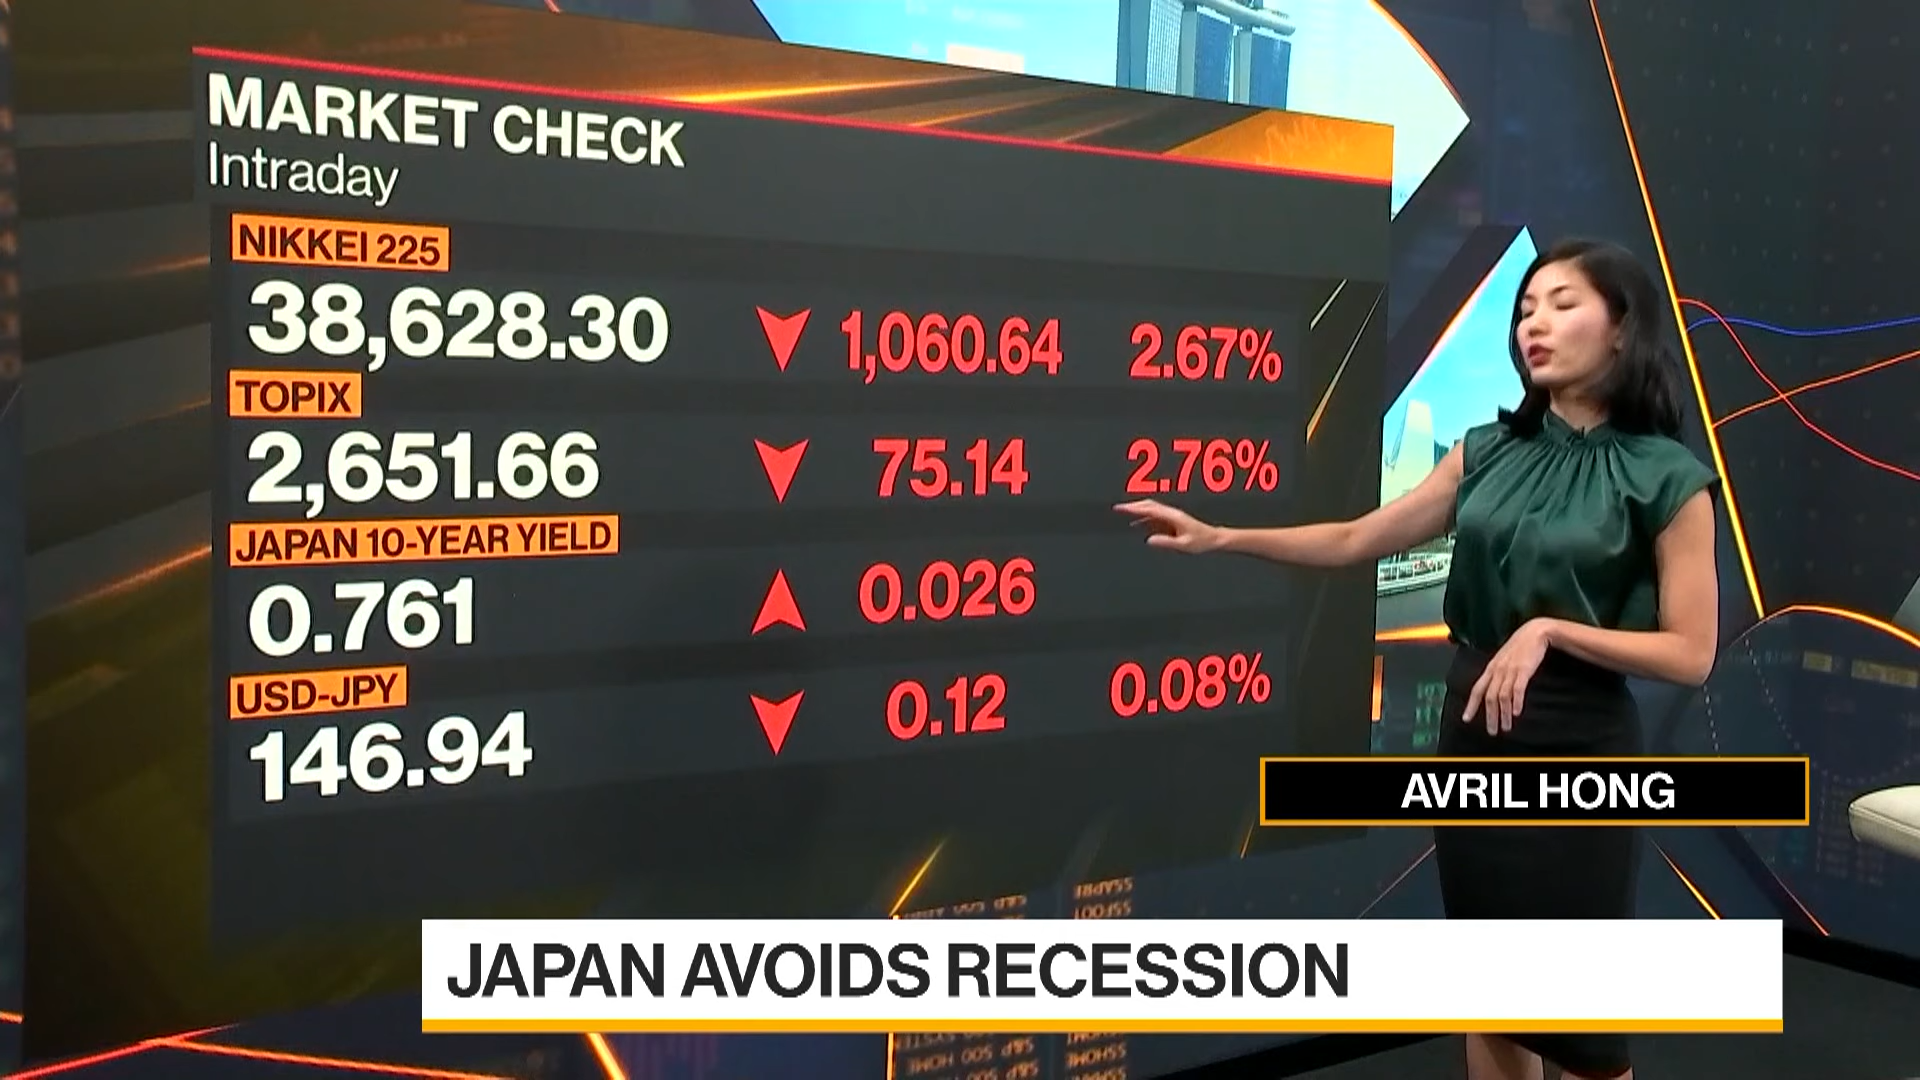 MARKET CHECK
Intraday
NIKKEI 225
38,628.30 ▼ 1,060.64 2.67%
TOPIX
2,651.66 ▼ 75.14 2.76%
JAPAN 10-YEAR YIELD
0.761 ▲ 0.026
USD-JPY
146.94 ▼ 0.12 0.08%
AVRIL HONG
JAPAN AVOIDS RECESSION